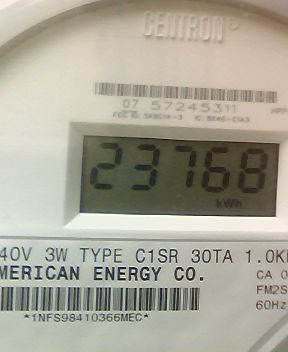 CENTRON®
07 57245311
23768
kWh
40V 3W TYPE C1SR 30TA 1.0K
MERICAN ENERGY CO.
CA 0
FM2S
60Hz
*1NFS98410366MEC*